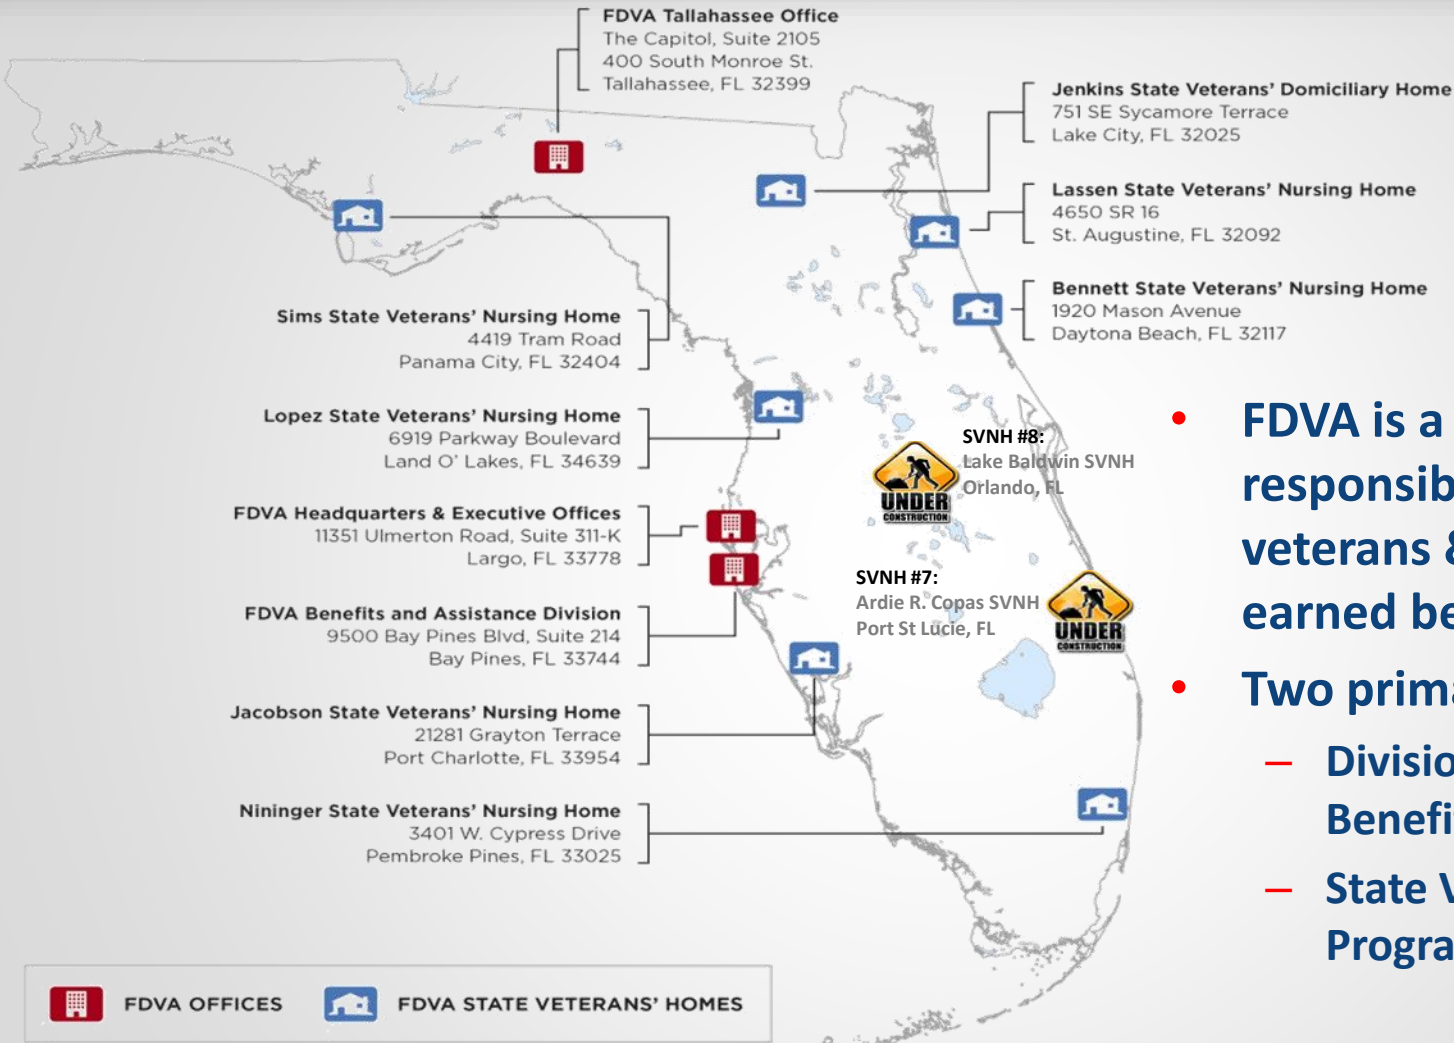 FDVA Tallahassee Office
The Capitol, Suite 2105
400 South Monroe St.
Tallahassee, FL 32399
Jenkins State Veterans' Domiciliary Home
751 SE Sycamore Terrace
Lake City, FL 32025
Lassen State Veterans' Nursing Home
4650 SR 16
St. Augustine, FL 32092
Bennett State Veterans' Nursing Home
1920 Mason Avenue
Daytona Beach, FL 32117
Sims State Veterans' Nursing Home
4419 Tram Road
Panama City, FL 32404
Lopez State Veterans' Nursing Home
6919 Parkway Boulevard
Land O' Lakes, FL 34639
FDVA Headquarters & Executive Offices
11351 Ulmerton Road, Suite 311-K
Largo, FL 33778
FDVA Benefits and Assistance Division
9500 Bay Pines Blvd, Suite 214
Bay Pines, FL 33744
Jacobson State Veterans' Nursing Home
21281 Grayton Terrace
Port Charlotte, FL 33954
Nininger State Veterans' Nursing Home
3401 W. Cypress Drive
Pembroke Pines, FL 33025
SVNH #8:
Lake Baldwin SVNH
Orlando, FL
UNDER
CONSTRUCTION
SVNH #7:
Ardie R. Copas SVNH
Port St Lucie, FL
UNDER
CONSTRUCTION
• FDVA is a
responsib
veterans &
earned be
• Two prima
– Divisio
Benefi
– State V
Progra
FDVA OFFICES
FDVA STATE VETERANS' HOMES